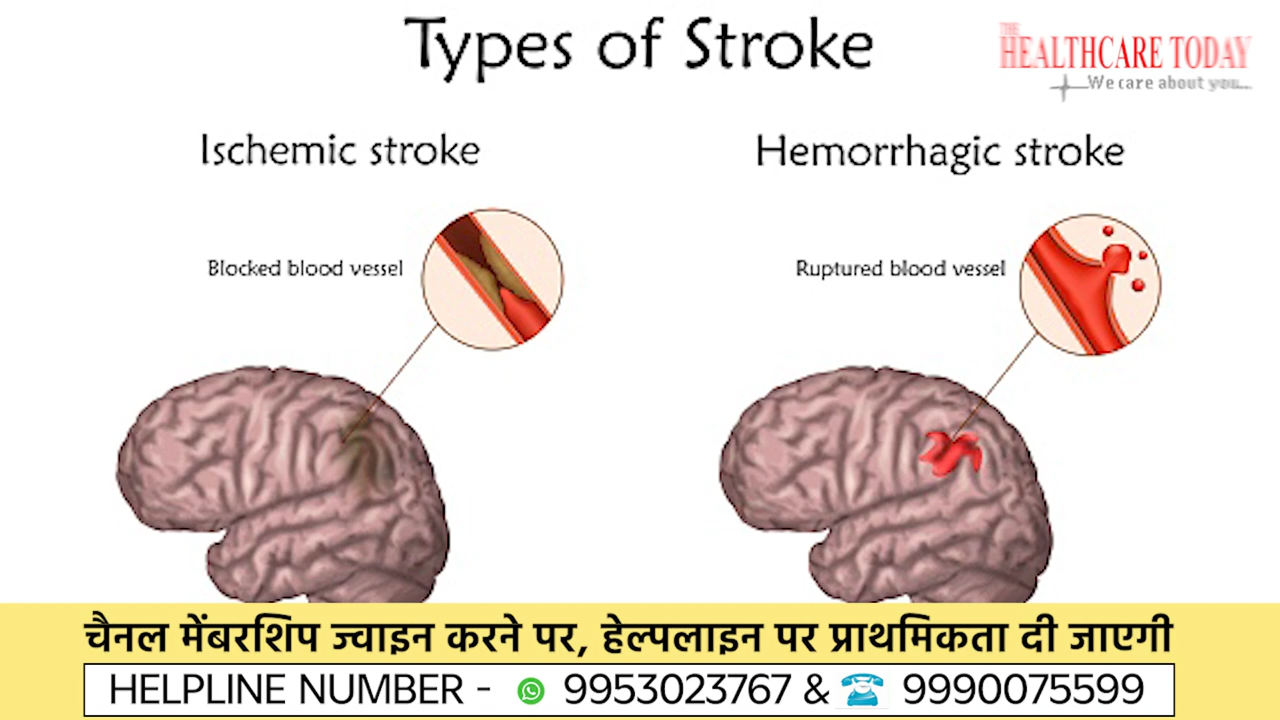 Types of Stroke
THE
HEALTHCARE TODAY
We care about you...
Ischemic stroke
Hemorrhagic stroke
Blocked blood vessel
Ruptured blood vessel
चैनल मेंबरशिप ज्वाइन करने पर, हेल्पलाइन पर प्राथमिकता दी जाएगी
HELPLINE NUMBER - 9953023767 & 9990075599